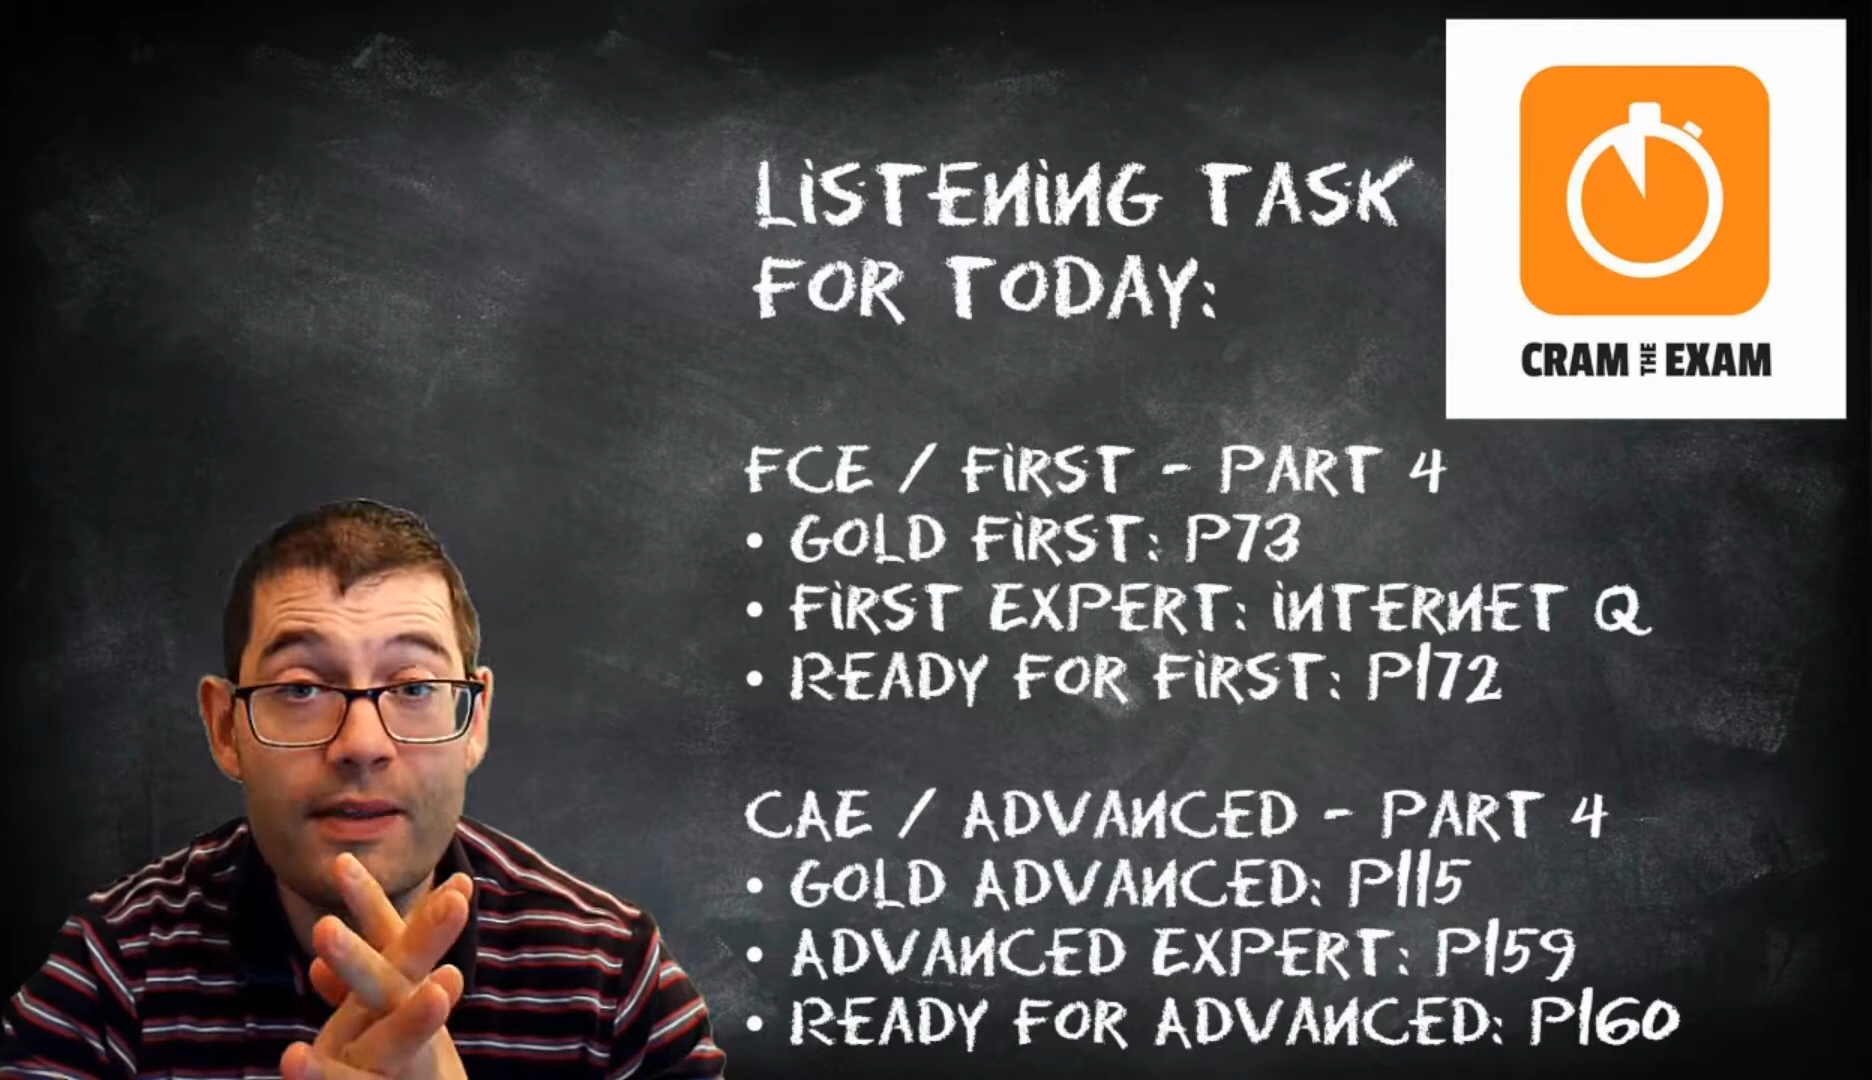 LISTENING TASK
FOR TODAY:
CRAM THE EXAM
FCE / FIRST - PART 4
• GOLD FIRST: P73
• FIRST EXPERT: INTERNET Q
• READY FOR FIRST: P172
CAE / ADVANCED - PART 4
• GOLD ADVANCED: P115
• ADVANCED EXPERT: P159
• READY FOR ADVANCED: P160